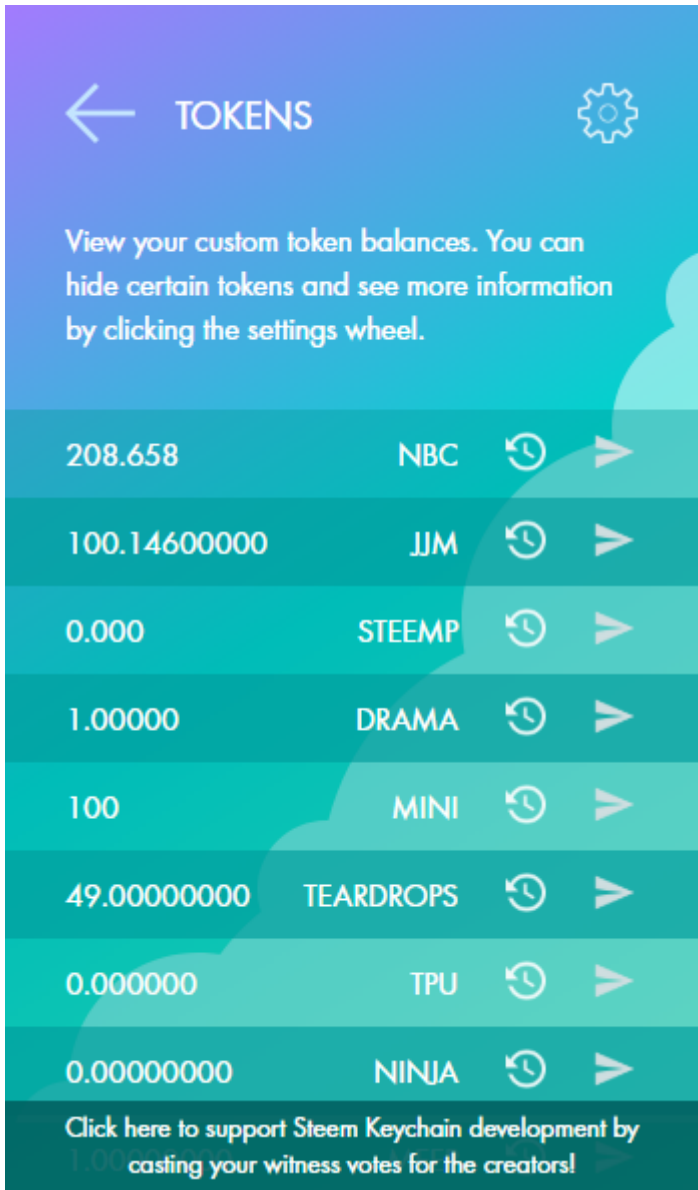 TOKENS
View your custom token balances. You can
hide certain tokens and see more information
by clicking the settings wheel.
208.658 NBC
100.14600000 JJM
0.000 STEEMP
1.00000 DRAMA
100 MINI
49.00000000 TEARDROPS
0.000000 TPU
0.00000000 NINJA
Click here to support Steem Keychain development by
casting your witness votes for the creators!